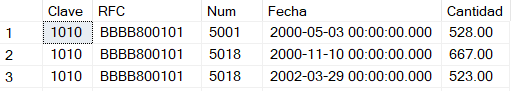 Clave RFC Num Fecha Cantidad
1 1010 BBBB800101 5001 2000-05-03 00:00:00.000 528.00
2 1010 BBBB800101 5018 2000-11-10 00:00:00.000 667.00
3 1010 BBBB800101 5018 2002-03-29 00:00:00.000 523.00